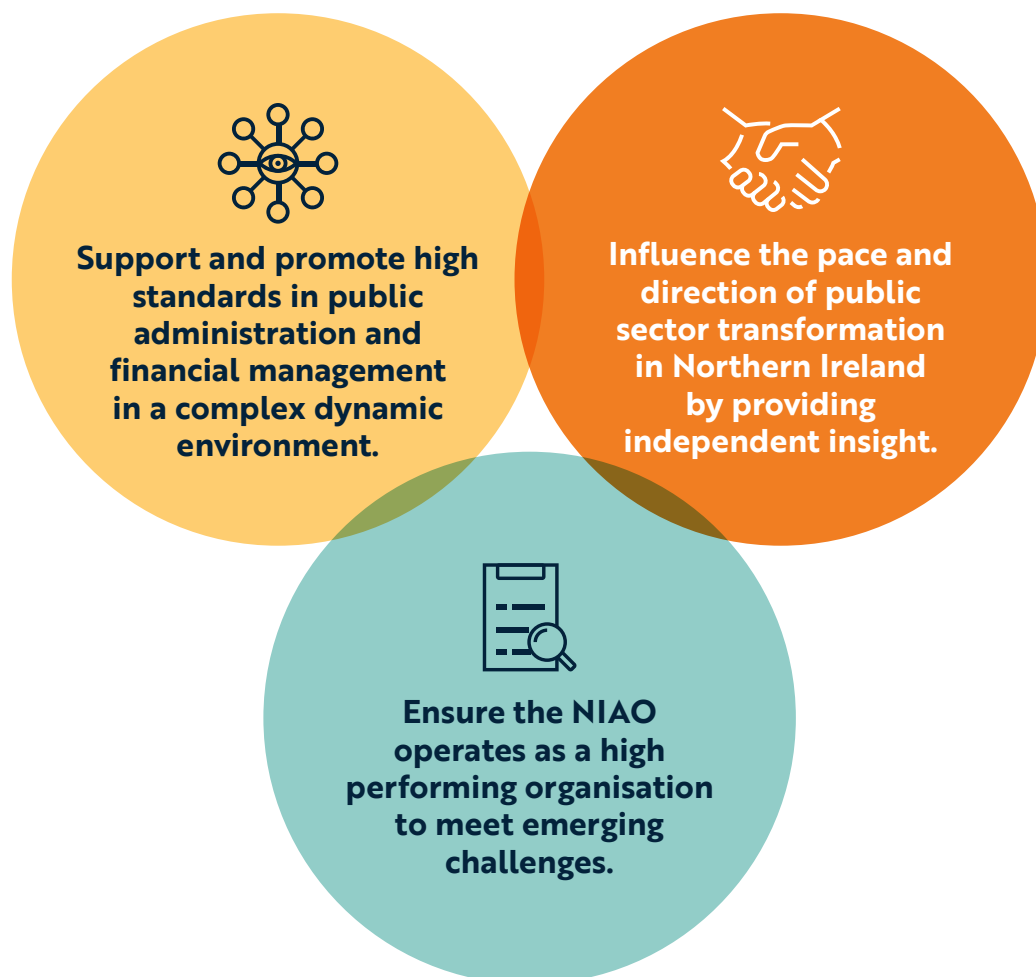 Support and promote high
standards in public
administration and
financial management
in a complex dynamic
environment.
Influence the pace and
direction of public
sector transformation
in Northern Ireland
by providing
independent insight.
Ensure the NIAO
operates as a high
performing organisation
to meet emerging
challenges.